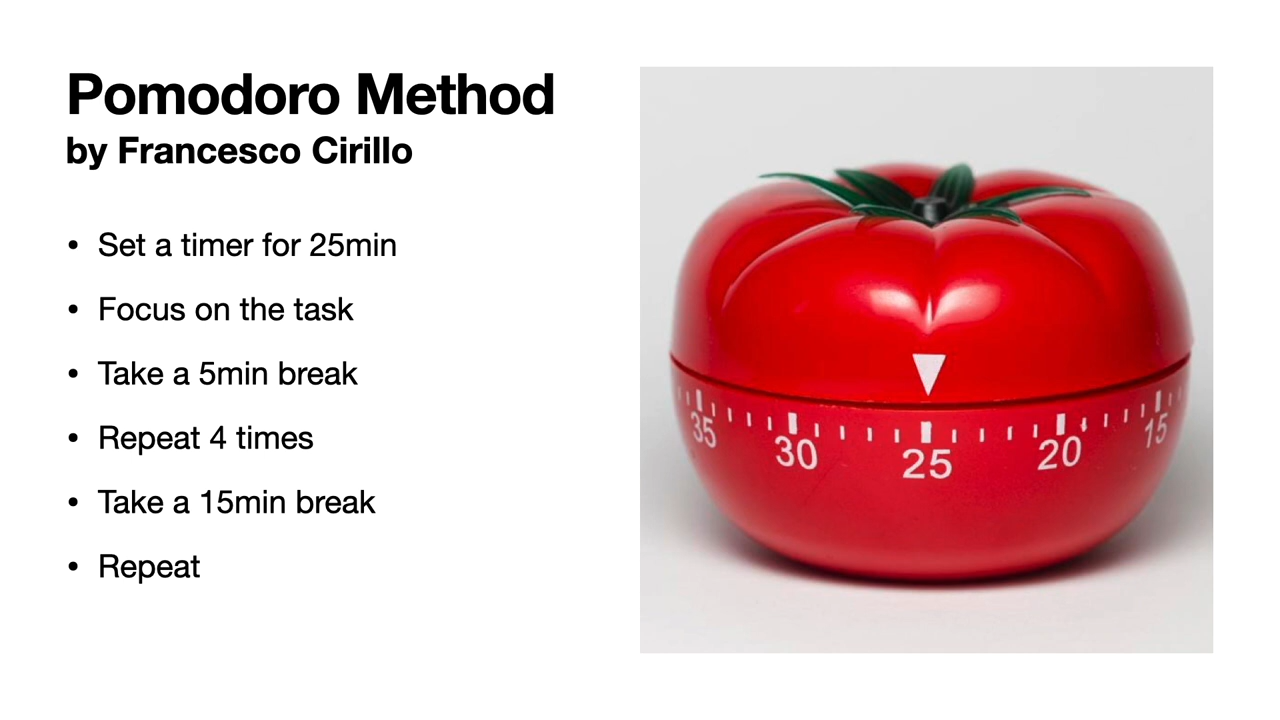 Pomodoro Method
by Francesco Cirillo
• Set a timer for 25min
• Focus on the task
• Take a 5min break
• Repeat 4 times
• Take a 15min break
• Repeat
35 30 25 20 15